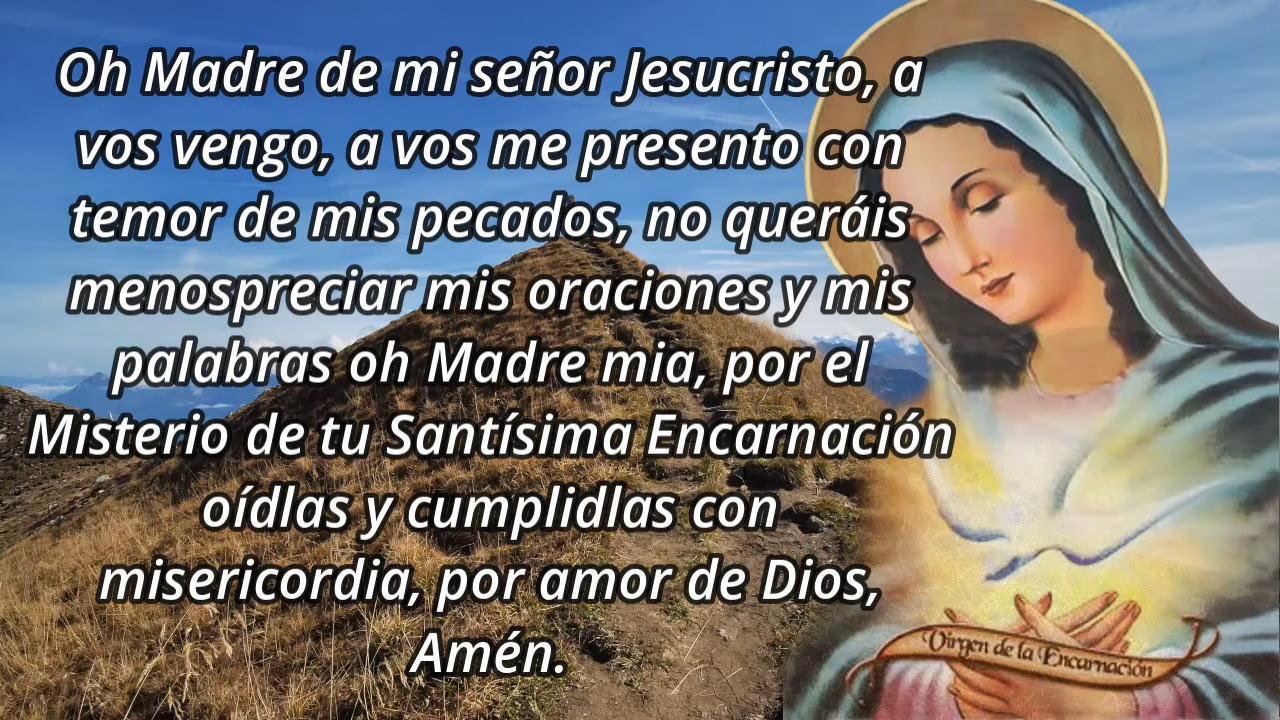 Oh Madre de mi señor Jesucristo, a
vos vengo, a vos me presento con
temor de mis pecados, no queráis
menospreciar mis oraciones y mis
palabras oh Madre mia, por el
Misterio de tu Santísima Encarnación
oídlas y cumplidlas con
misericordia, por amor de Dios,
Amén.
Virgen de la Encarnación